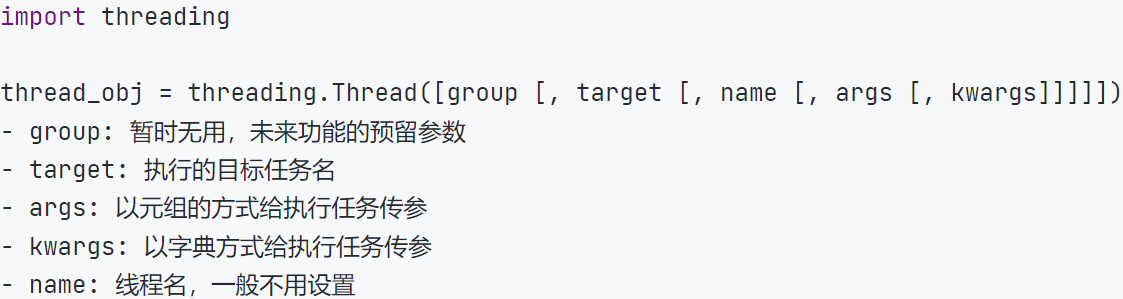 import threading
thread_obj = threading.Thread([group [, target [, name [, args [, kwargs]]]]])
- group: 暂时无用，未来功能的预留参数
- target: 执行的目标任务名
- args: 以元组的方式给执行任务传参
- kwargs: 以字典方式给执行任务传参
- name: 线程名，一般不用设置